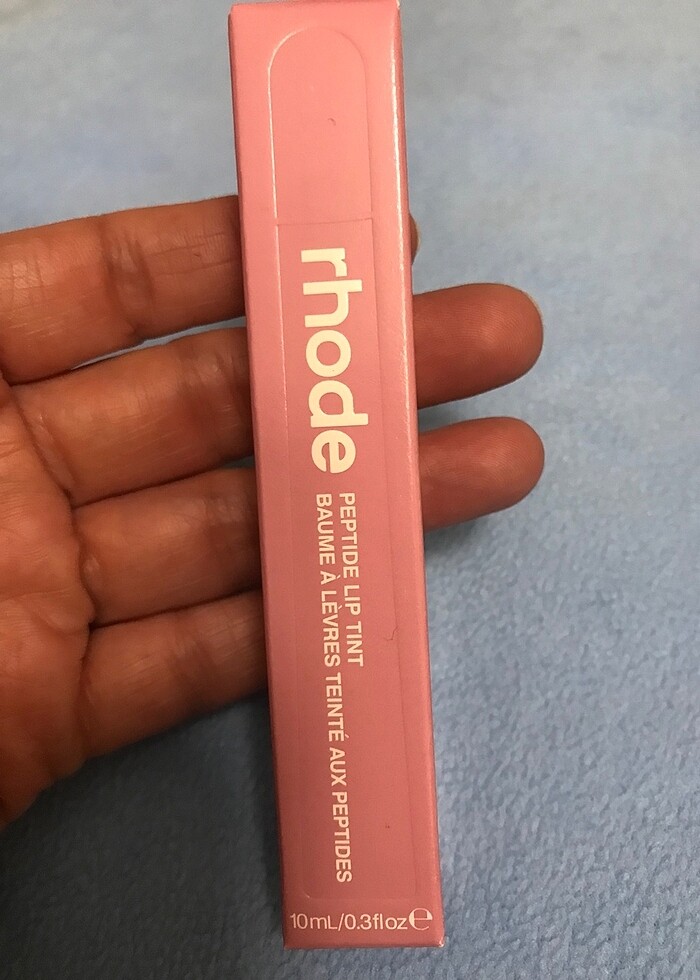 rhode
PEPTIDE LIP TINT
BAUME À LÈVRES TEINTÉ AUX PEPTIDES
10mL/0.3fl oz ℮